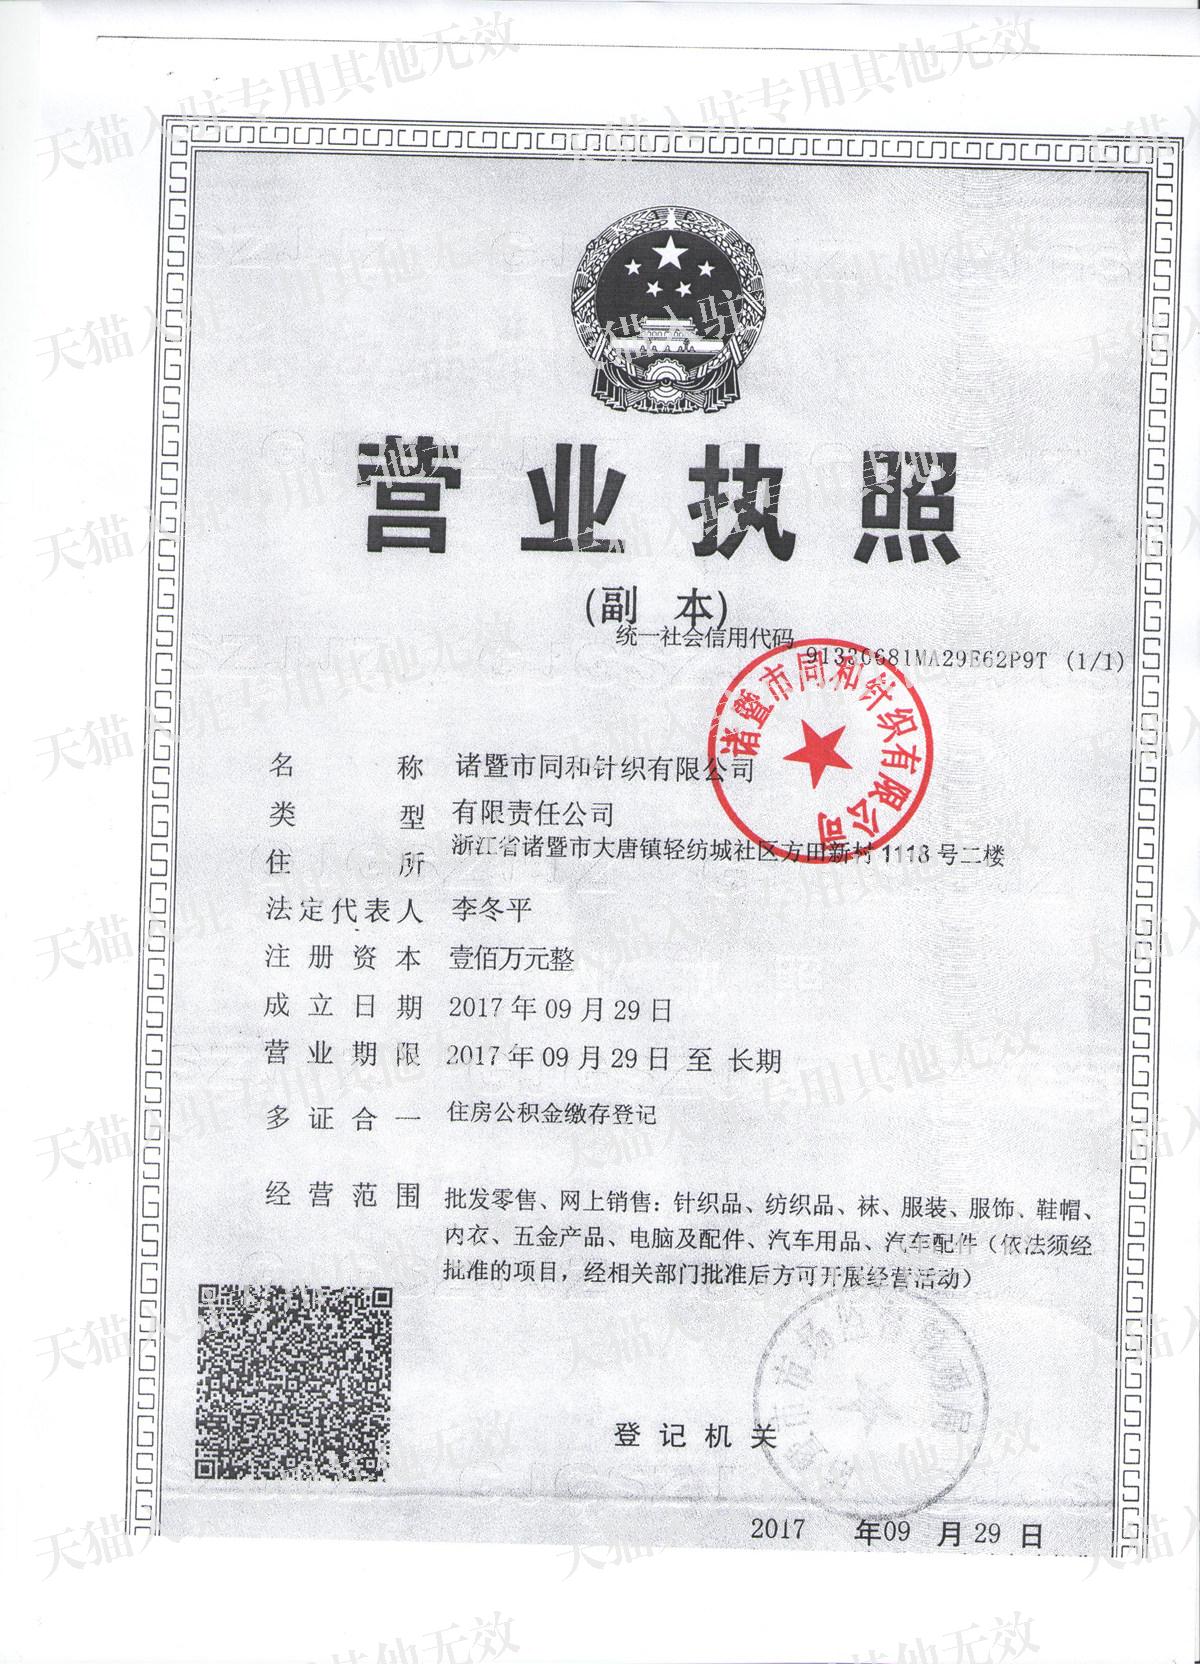 营业执照
(副 本)
统一社会信用代码 91330681MA29E62P9T (1/1)
诸暨市同和针织有限公司
名 称 诸暨市同和针织有限公司
类 型 有限责任公司
住 所 浙江省诸暨市大唐镇轻纺城社区方田新村1118号二楼
法定代表人 李冬平
注册资本 壹佰万元整
成立日期 2017年09月29日
营业期限 2017年09月29日 至 长期
多证合一 住房公积金缴存登记
经营范围 批发零售、网上销售：针织品、纺织品、袜、服装、服饰、鞋帽、
内衣、五金产品、电脑及配件、汽车用品、汽车配件（依法须经
批准的项目，经相关部门批准后方可开展经营活动）
登记机关
2017 年09 月29 日
天猫入驻专用其他无效